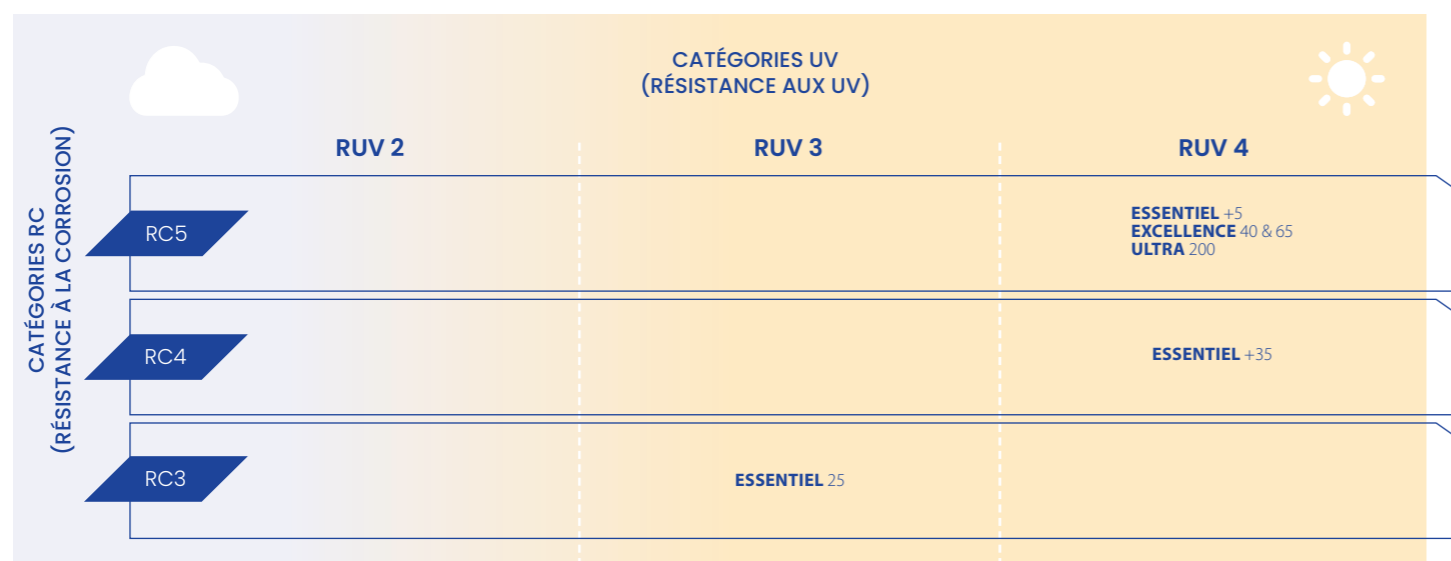 CATÉGORIES UV
(RÉSISTANCE AUX UV)
CATÉGORIES RC
(RÉSISTANCE À LA CORROSION)
RUV 2
RUV 3
RUV 4
RC5
ESSENTIEL +5
EXCELLENCE 40 & 65
ULTRA 200
RC4
ESSENTIEL +35
RC3
ESSENTIEL 25